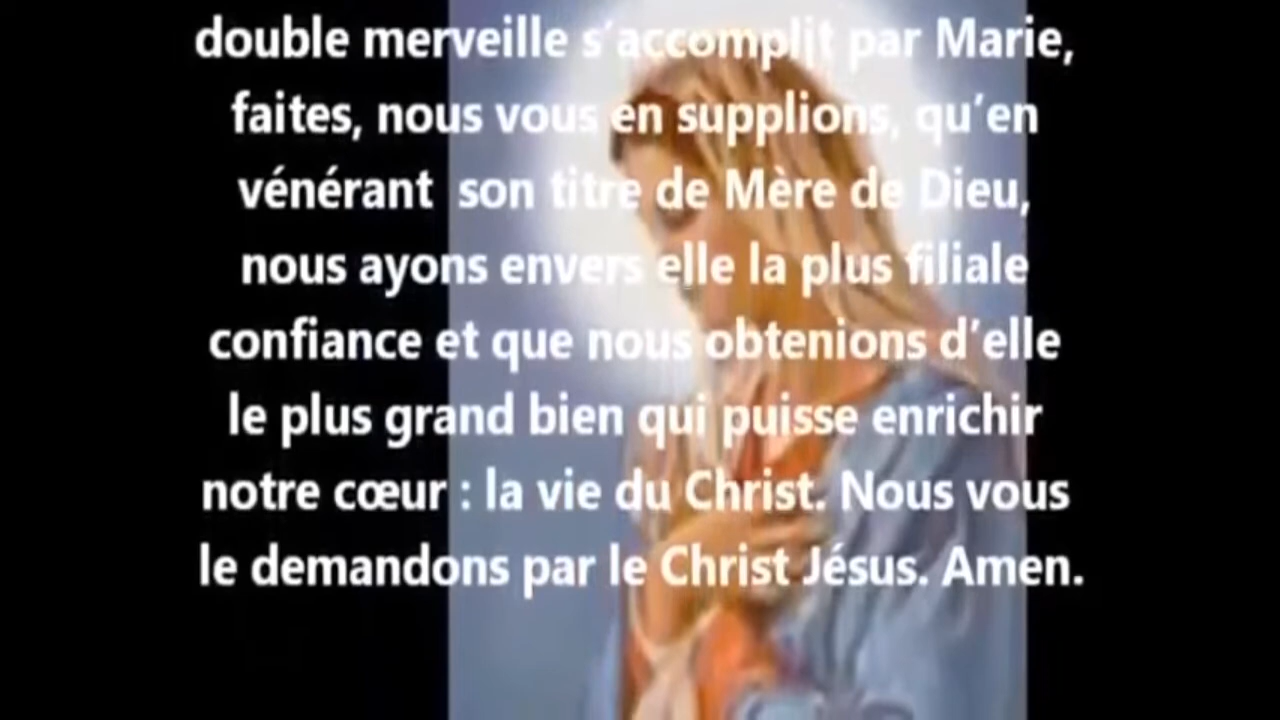 double merveille s'accomplit par Marie,
faites, nous vous en supplions, qu'en
vénérant son titre de Mère de Dieu,
nous ayons envers elle la plus filiale
confiance et que nous obtenions d'elle
le plus grand bien qui puisse enrichir
notre cœur : la vie du Christ. Nous vous
le demandons par le Christ Jésus. Amen.